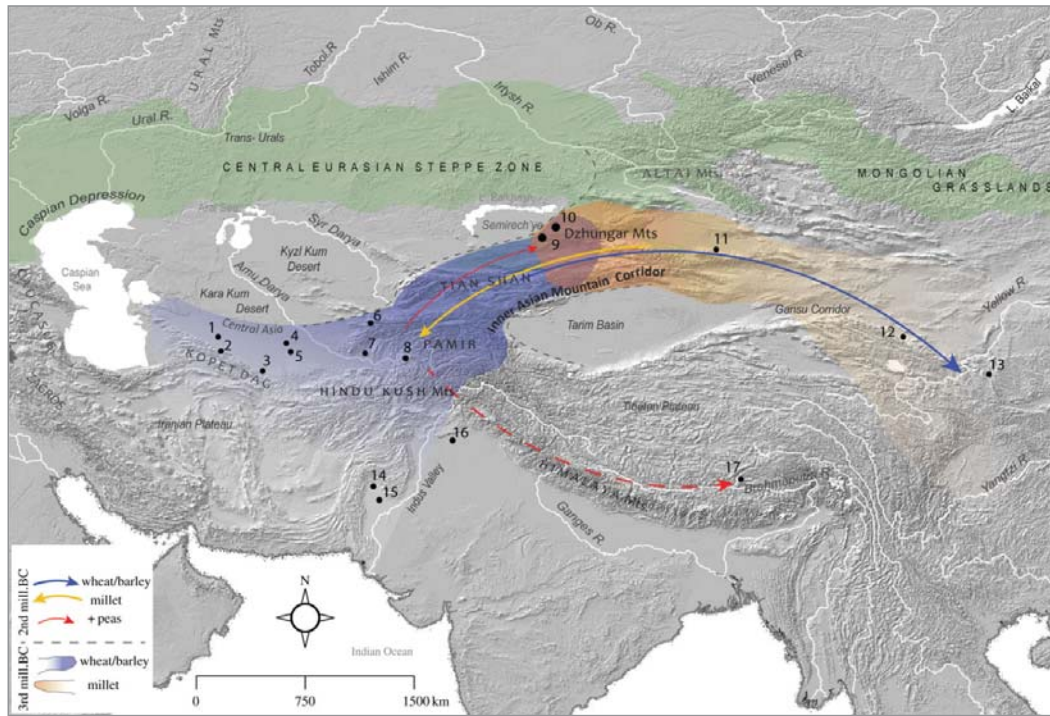 Ob R.
URAL Mts
Tobol R
Ishim R.
Yenesei R.
L. Baikal
Volga R.
Ural R.
Irtysh R.
Trans- Urals
CENTRAL EURASIAN STEPPE ZONE
ALTAI Mts
MONGOLIAN
GRASSLANDS
Caspian Depression
Semirech'ye
10
Dzhungar Mts
9
11
Syr Darya
Kyzl Kum
Desert
Caspian
Sea
Amu Darya
TIAN SHAN
Inner Asian Mountain Corridor
Kara Kum
Desert
Gansu Corridor
Yellow R.
Tarim Basin
6
1
Central Asia
4
12
2
5
7
8
PAMIR
KOPET DAG
3
13
HINDU KUSH Mts
ZAGROS
Tibetan Plateau
Iranian Plateau
16
17
HIMALAYA Mts
Brahmaputra R.
Yangtzi R.
14
15
Indus Valley
Ganges R.
3rd mill.BC 2nd mill.BC
wheat/barley
millet
+ peas
wheat/barley
millet
N
Indian Ocean
0 750 1500 km